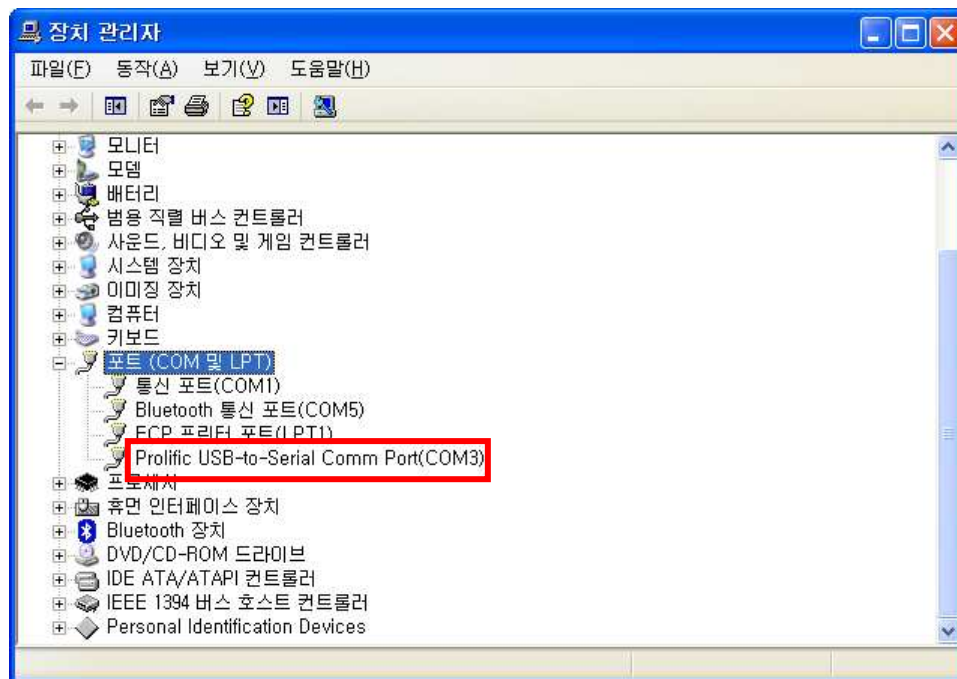 장치 관리자
파일(F) 동작(A) 보기(V) 도움말(H)
모니터
모뎀
배터리
범용 직렬 버스 컨트롤러
사운드, 비디오 및 게임 컨트롤러
시스템 장치
이미징 장치
컴퓨터
키보드
포트 (COM 및 LPT)
통신 포트(COM1)
Bluetooth 통신 포트(COM5)
ECP 프린터 포트(LPT1)
Prolific USB-to-Serial Comm Port(COM3)
프로세서
휴먼 인터페이스 장치
Bluetooth 장치
DVD/CD-ROM 드라이브
IDE ATA/ATAPI 컨트롤러
IEEE 1394 버스 호스트 컨트롤러
Personal Identification Devices